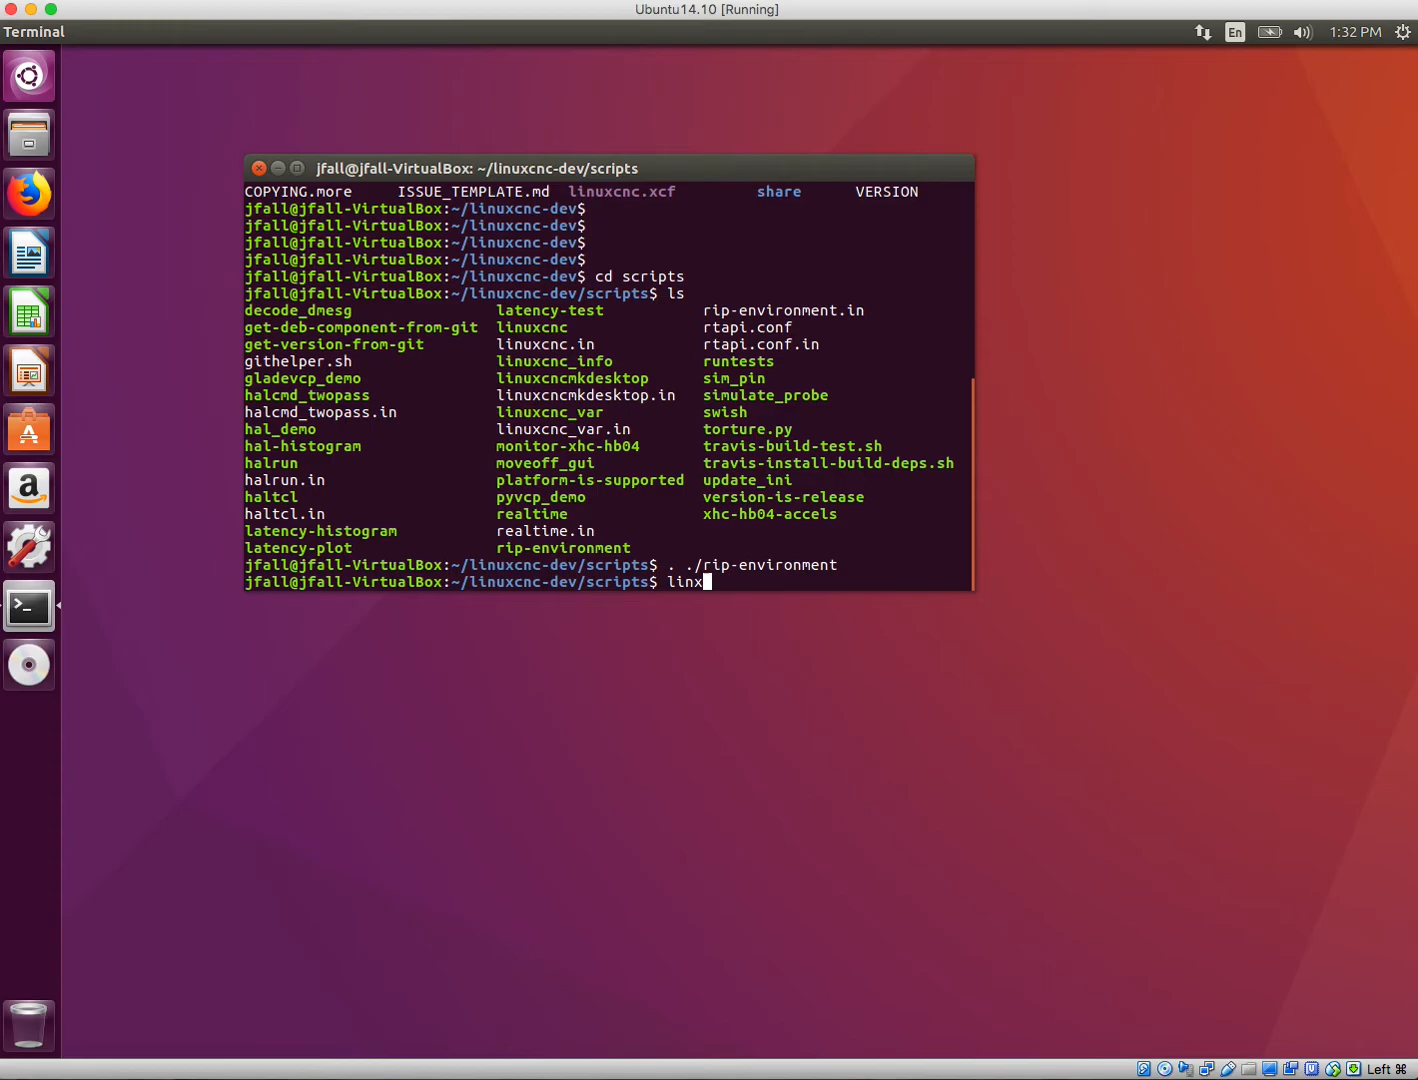 Ubuntu14.10 [Running]
Terminal En 1:32 PM
jfall@jfall-VirtualBox: ~/linuxcnc-dev/scripts
COPYING.more ISSUE_TEMPLATE.md linuxcnc.xcf share VERSION
jfall@jfall-VirtualBox:~/linuxcnc-dev$
jfall@jfall-VirtualBox:~/linuxcnc-dev$
jfall@jfall-VirtualBox:~/linuxcnc-dev$
jfall@jfall-VirtualBox:~/linuxcnc-dev$
jfall@jfall-VirtualBox:~/linuxcnc-dev$ cd scripts
jfall@jfall-VirtualBox:~/linuxcnc-dev/scripts$ ls
decode_dmesg latency-test rip-environment.in
get-deb-component-from-git linuxcnc rtapi.conf
get-version-from-git linuxcnc.in rtapi.conf.in
githelper.sh linuxcnc_info runtests
gladevcp_demo linuxcncmkdesktop sim_pin
halcmd_twopass linuxcncmkdesktop.in simulate_probe
halcmd_twopass.in linuxcnc_var swish
hal_demo linuxcnc_var.in torture.py
hal-histogram monitor-xhc-hb04 travis-build-test.sh
halrun moveoff_gui travis-install-build-deps.sh
halrun.in platform-is-supported update_ini
haltcl pyvcp_demo version-is-release
haltcl.in realtime xhc-hb04-accels
latency-histogram realtime.in
latency-plot rip-environment
jfall@jfall-VirtualBox:~/linuxcnc-dev/scripts$ . ./rip-environment
jfall@jfall-VirtualBox:~/linuxcnc-dev/scripts$ linx
Left ⌘